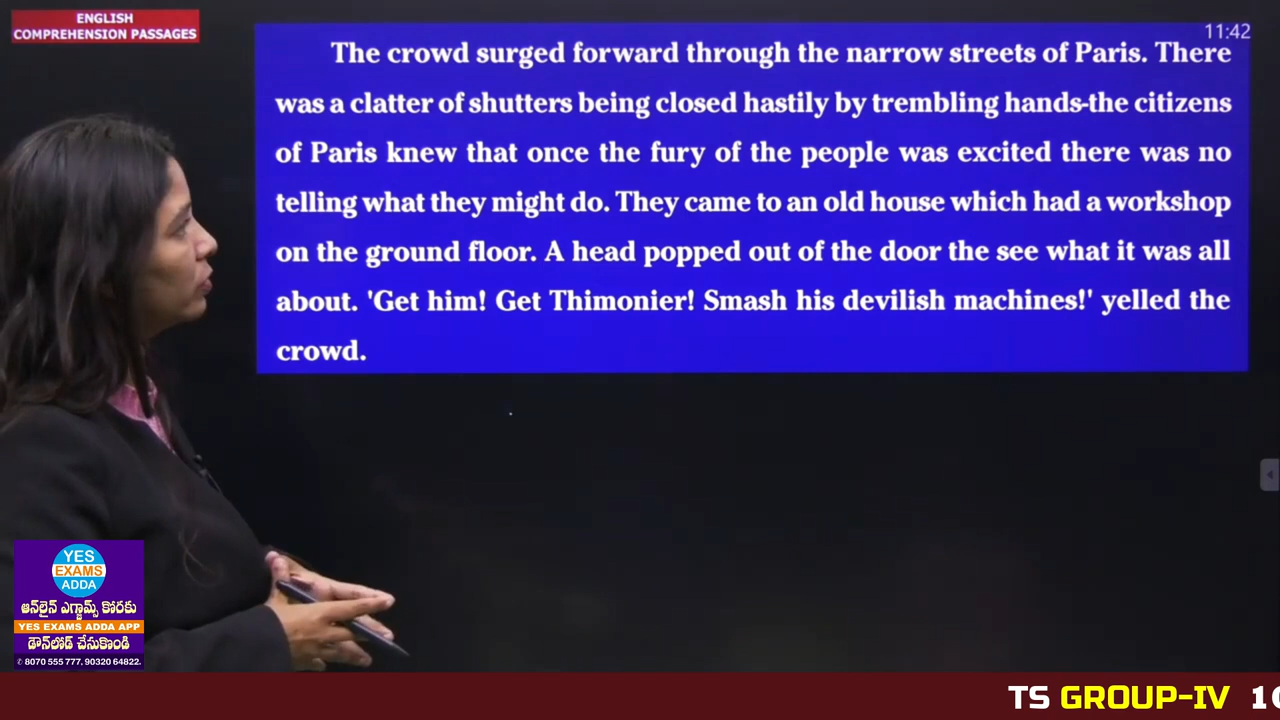 ENGLISH
COMPREHENSION PASSAGES
11:42
The crowd surged forward through the narrow streets of Paris. There
was a clatter of shutters being closed hastily by trembling hands-the citizens
of Paris knew that once the fury of the people was excited there was no
telling what they might do. They came to an old house which had a workshop
on the ground floor. A head popped out of the door the see what it was all
about. 'Get him! Get Thimonier! Smash his devilish machines!' yelled the
crowd.
YES
EXAMS
ADDA
ఆన్‌లైన్ ఎగ్జామ్స్ కొరకు
YES EXAMS ADDA APP
డౌన్‌లోడ్ చేసుకొండి
✆ 8070 555 777, 90320 64822.
TS GROUP-IV